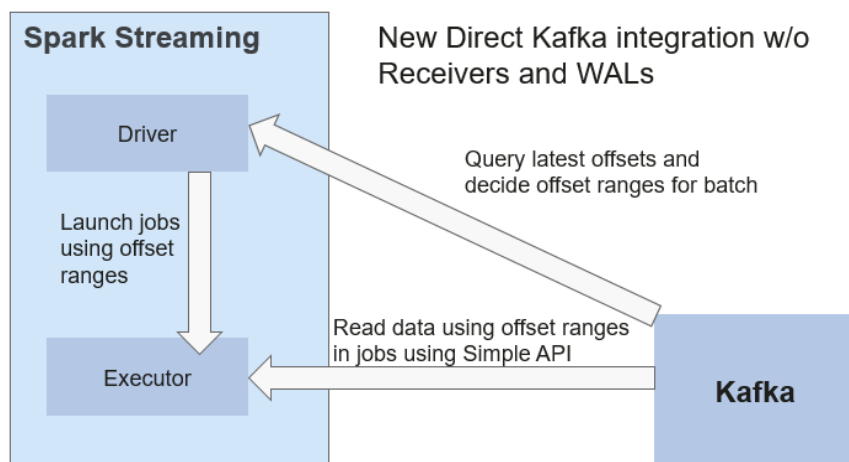 Spark Streaming
New Direct Kafka integration w/o
Receivers and WALs
Driver
Query latest offsets and
decide offset ranges for batch
Launch jobs
using offset
ranges
Read data using offset ranges
in jobs using Simple API
Executor
Kafka